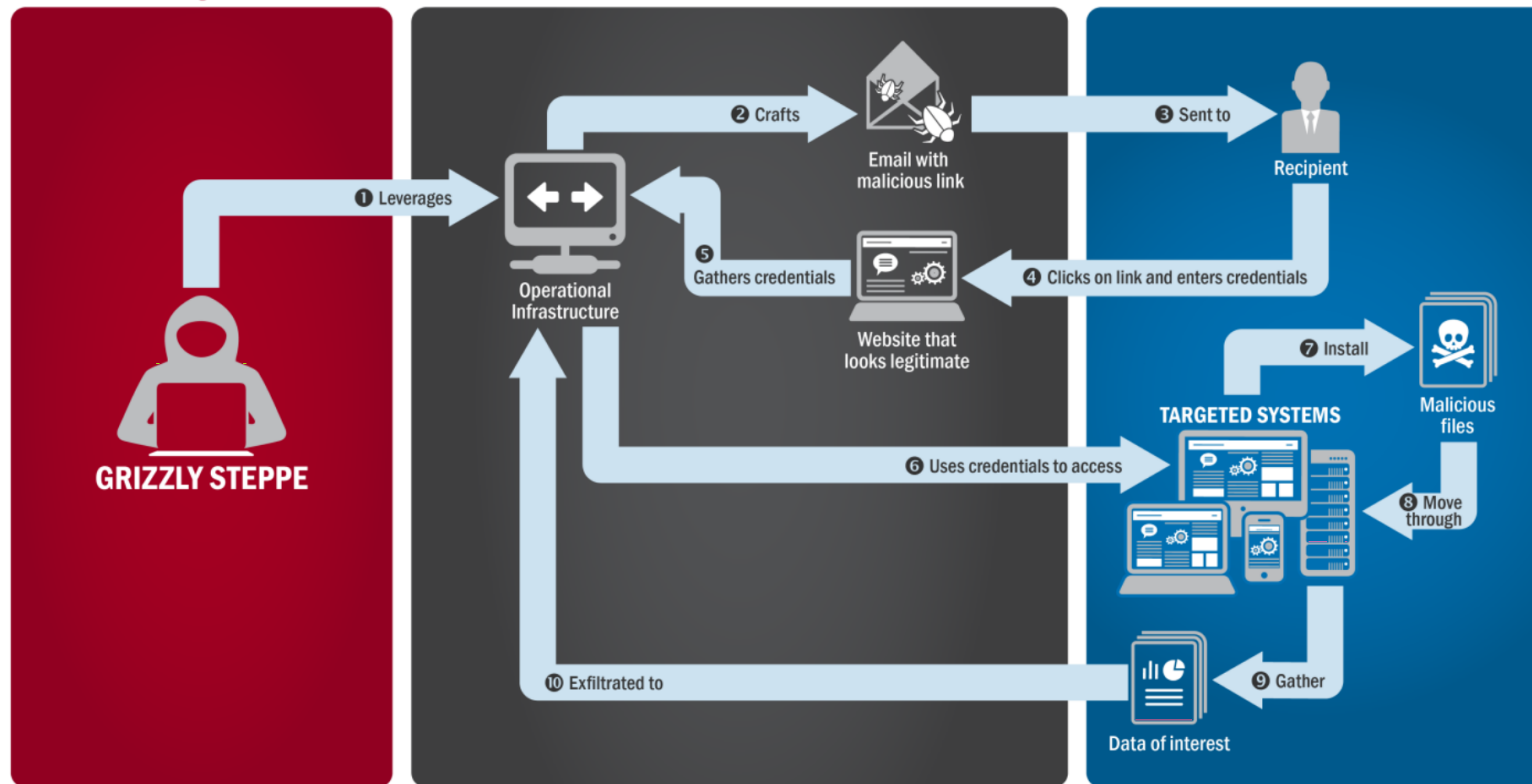 ❶ Leverages
❷ Crafts
❸ Sent to
Email with
malicious link
Recipient
❺
Gathers credentials
❹ Clicks on link and enters credentials
Operational
Infrastructure
Website that
looks legitimate
❼ Install
GRIZZLY STEPPE
TARGETED SYSTEMS
Malicious
files
❻ Uses credentials to access
❽ Move
through
❿ Exfiltrated to
❾ Gather
Data of interest